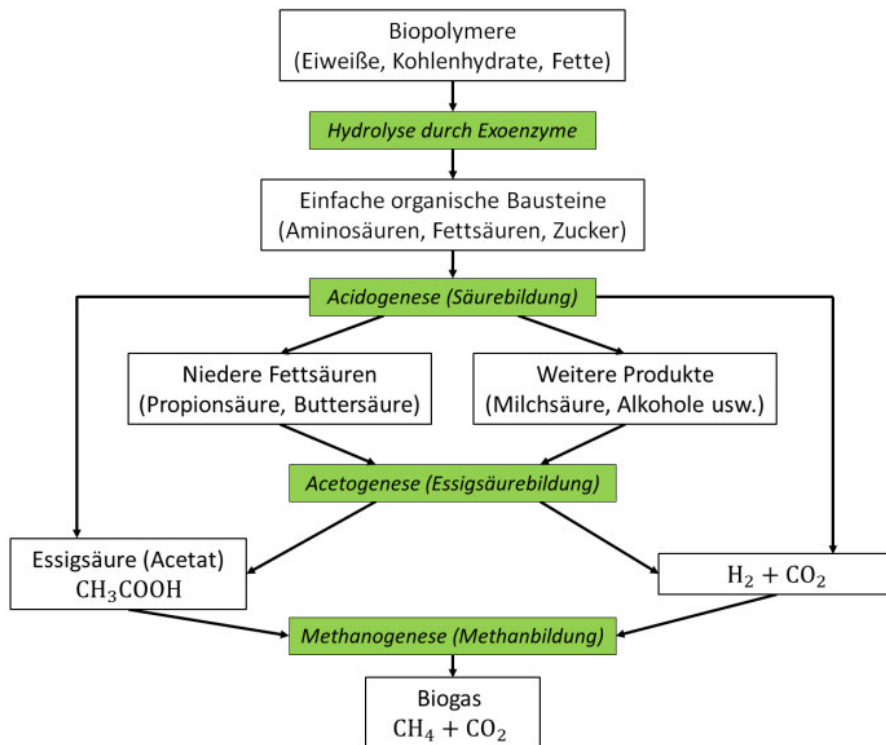 Biopolymere
(Eiweiße, Kohlenhydrate, Fette)
Hydrolyse durch Exoenzyme
Einfache organische Bausteine
(Aminosäuren, Fettsäuren, Zucker)
Acidogenese (Säurebildung)
Niedere Fettsäuren
(Propionsäure, Buttersäure)
Weitere Produkte
(Milchsäure, Alkohole usw.)
Acetogenese (Essigsäurebildung)
Essigsäure (Acetat)
CH₃COOH
H₂ + CO₂
Methanogenese (Methanbildung)
Biogas
CH₄ + CO₂